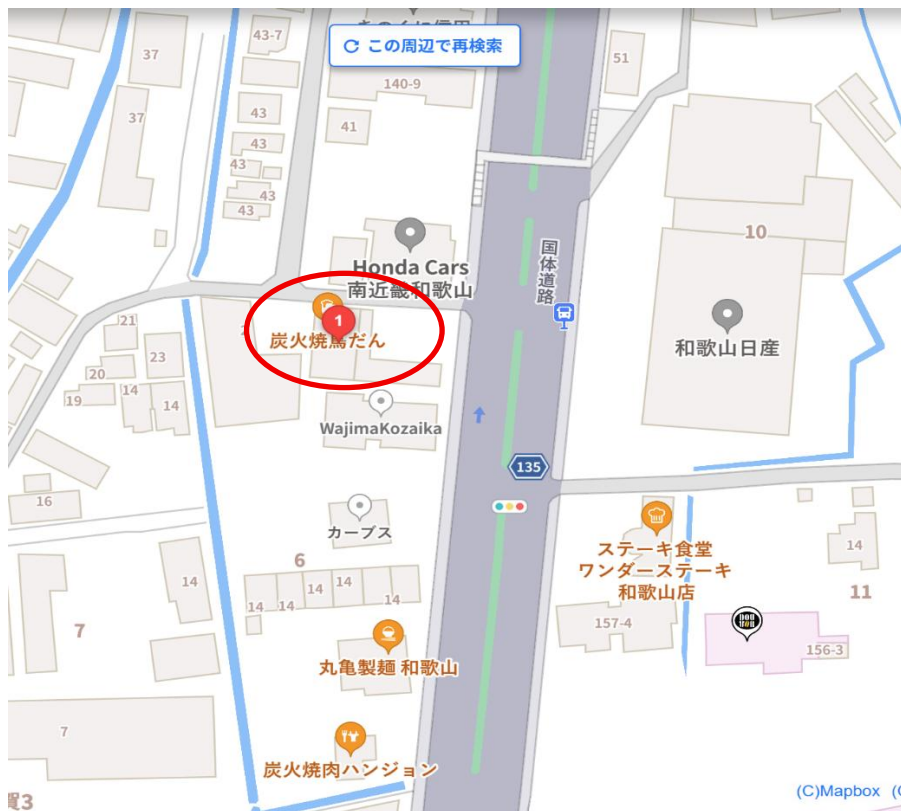 この周辺で再検索
43-7
37
51
140-9
37
43
41
43
43
43
43
10
国体道路
Honda Cars
南近畿和歌山
1
21
炭火焼鳥だん
和歌山日産
23
20
14
19
14
WajimaKozaika
135
16
カーブス
ステーキ食堂
ワンダーステーキ
和歌山店
14
6
14
14
14
14
14
14
11
7
157-4
156-3
丸亀製麺 和歌山
7
炭火焼肉ハンジョン
(C)Mapbox